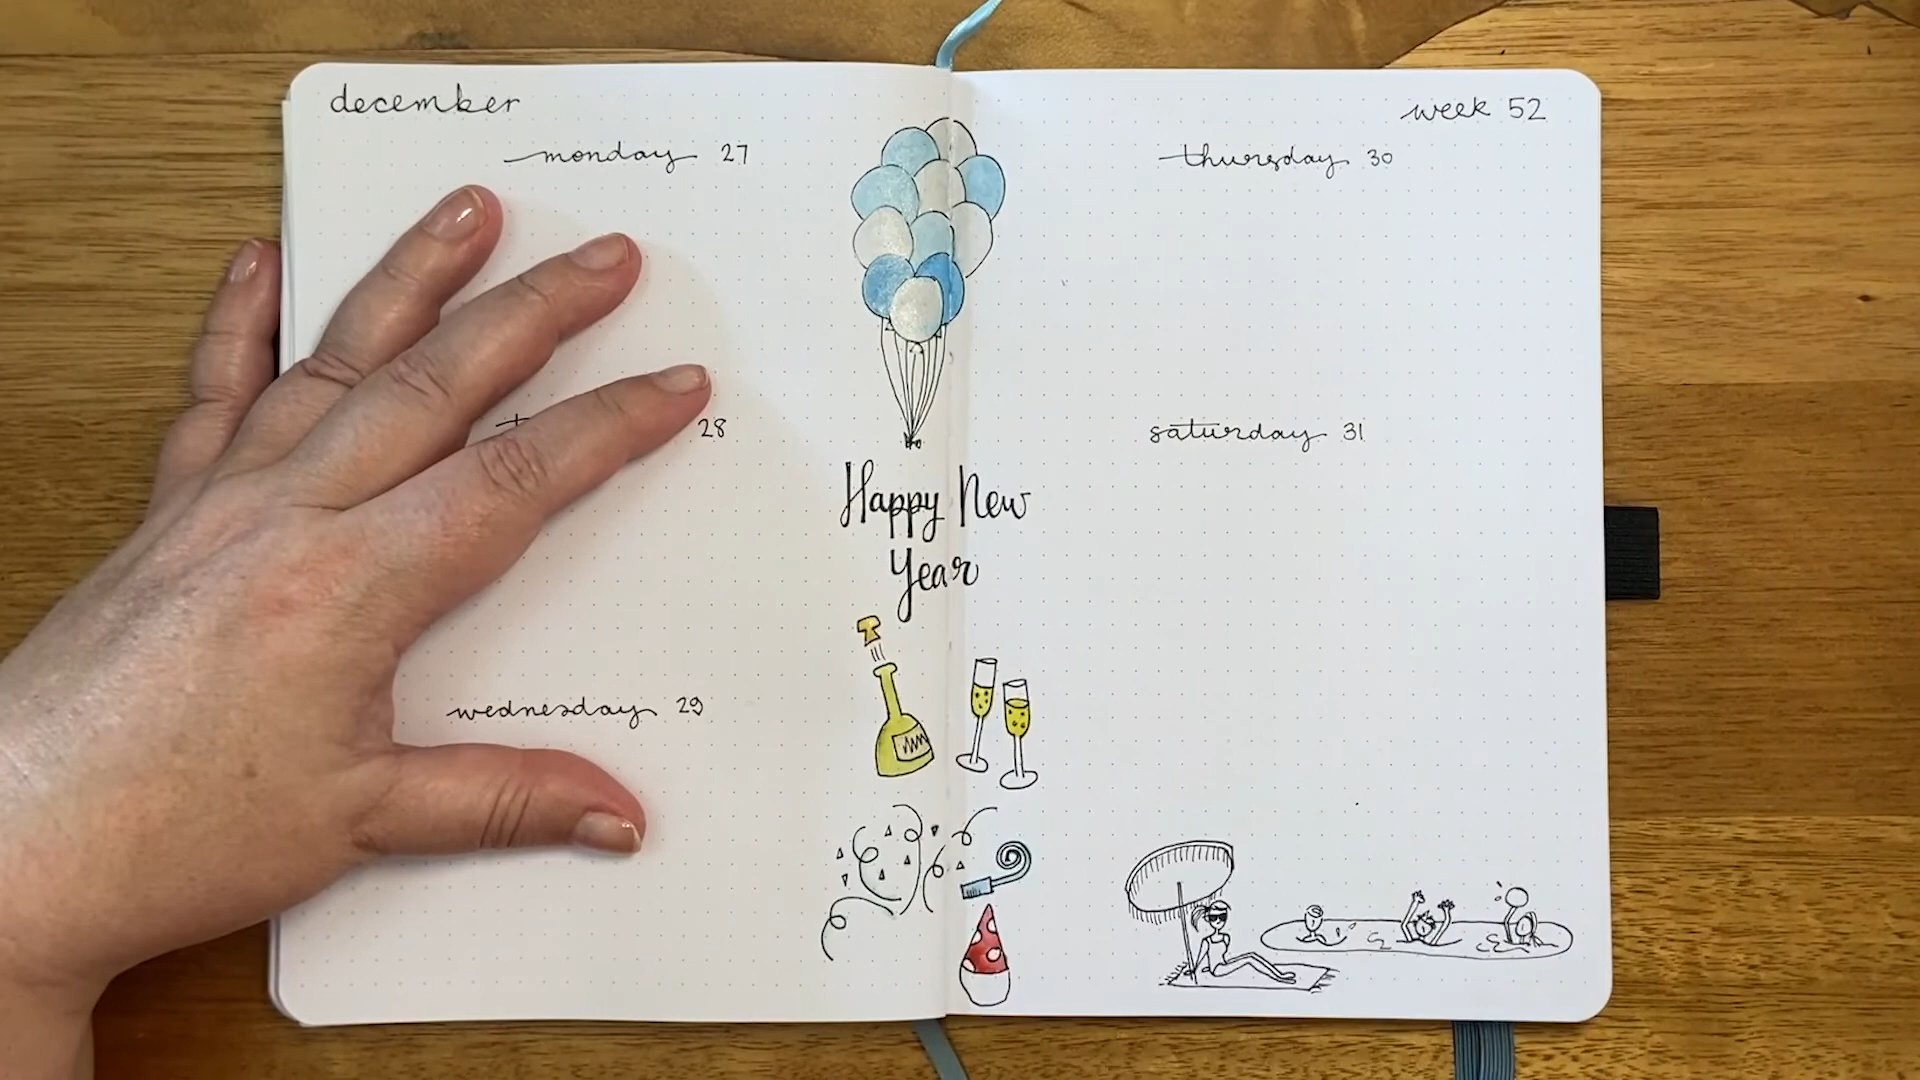 december
monday 27
28
wednesday 29
Happy New
Year
week 52
thursday 30
saturday 31